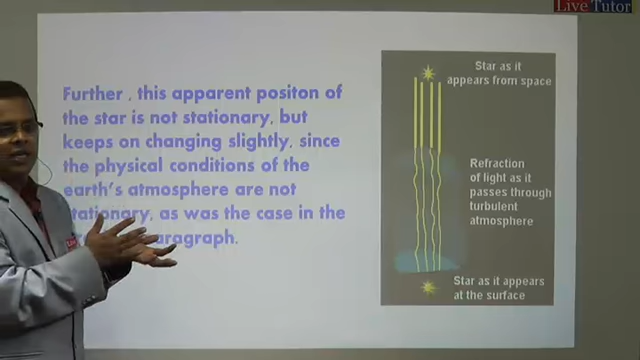 Live Tutor
Further , this apparent positon of
the star is not stationary, but
keeps on changing slightly, since
the physical conditions of the
earth's atmosphere are not
stationary, as was the case in the
paragraph.
Star as it
appears from space
Refraction
of light as it
passes through
turbulent
atmosphere
Star as it appears
at the surface